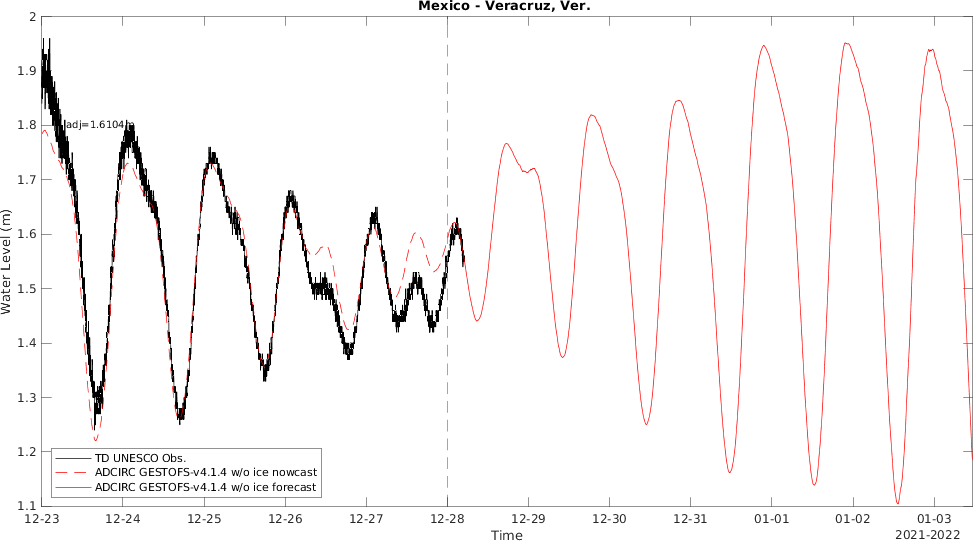 Mexico - Veracruz, Ver.
2
1.9
1.8
1.7
1.6
1.5
1.4
1.3
1.2
1.1
Water Level (m)
adj=1.6104m
TD UNESCO Obs.
ADCIRC GESTOFS-v4.1.4 w/o ice nowcast
ADCIRC GESTOFS-v4.1.4 w/o ice forecast
12-23 12-24 12-25 12-26 12-27 12-28 12-29 12-30 12-31 01-01 01-02 01-03
Time
2021-2022